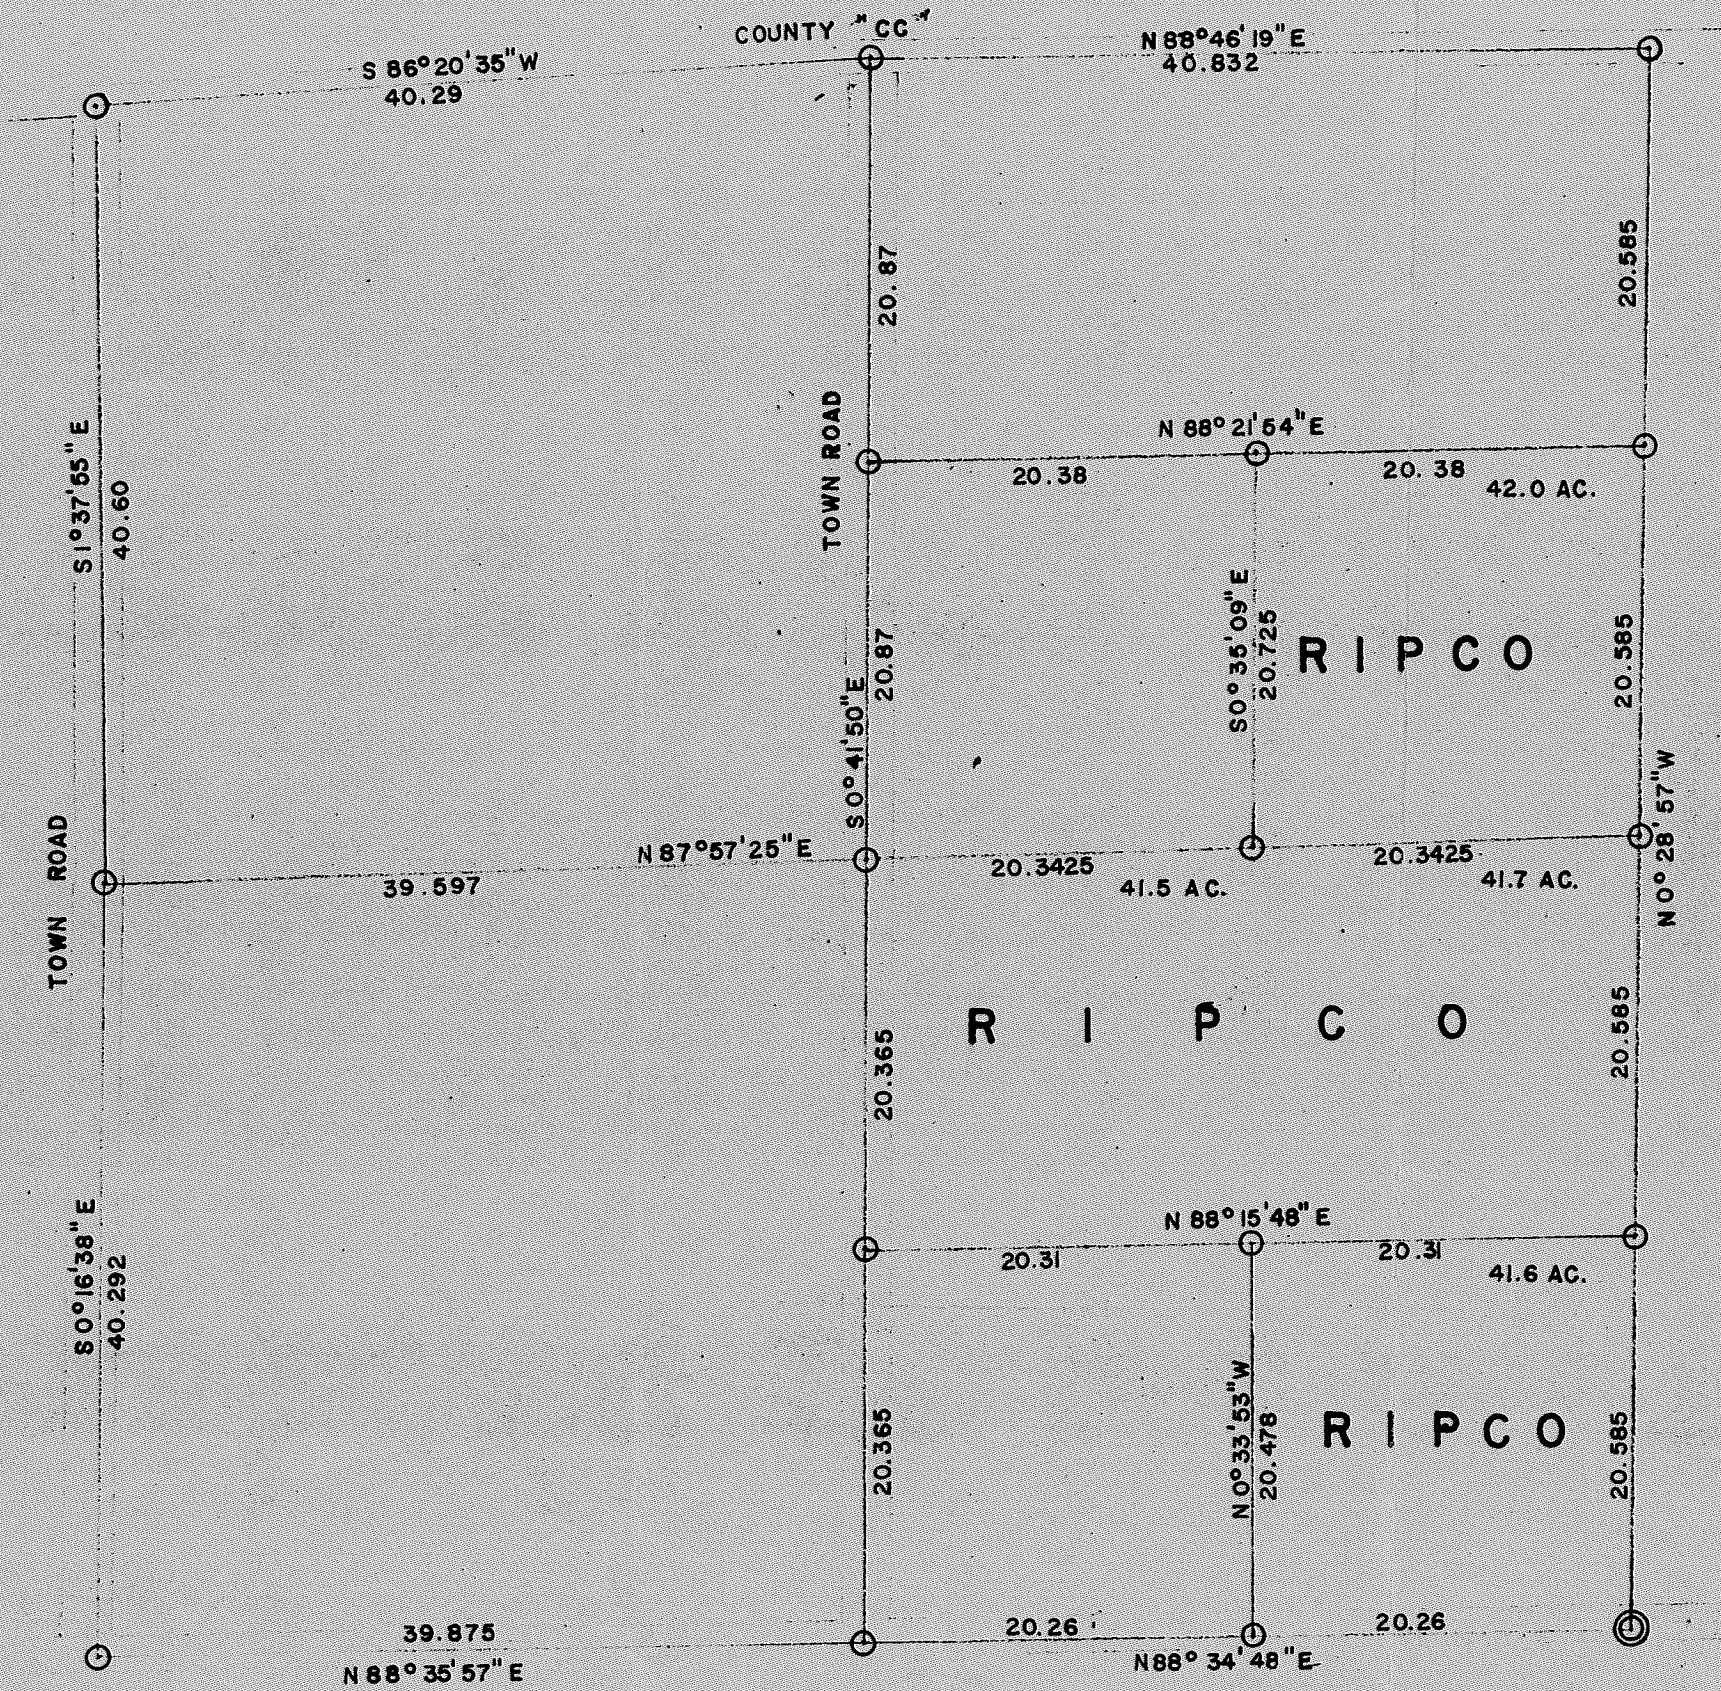 COUNTY "CC"
S 86°20'35"W
40.29
N 88°46'19"E
40.832
20.87
20.585
S 1°37'55"E
40.60
TOWN ROAD
N 88°21'54"E
20.38
20.38
42.0 AC.
S 0°35'09"E
20.725
RIPCO
20.87
20.585
S 0°41'50"E
N 0°28'57"W
TOWN ROAD
N 87°57'25"E
39.597
20.3425
41.5 AC.
20.3425
41.7 AC.
RIPCO
20.365
20.585
N 88°15'48"E
20.31
20.31
41.6 AC.
S 0°16'38"E
40.292
N 0°33'53"W
20.478
RIPCO
20.365
20.585
39.875
N 88°35'57"E
20.26
20.26
N88°34'48"E